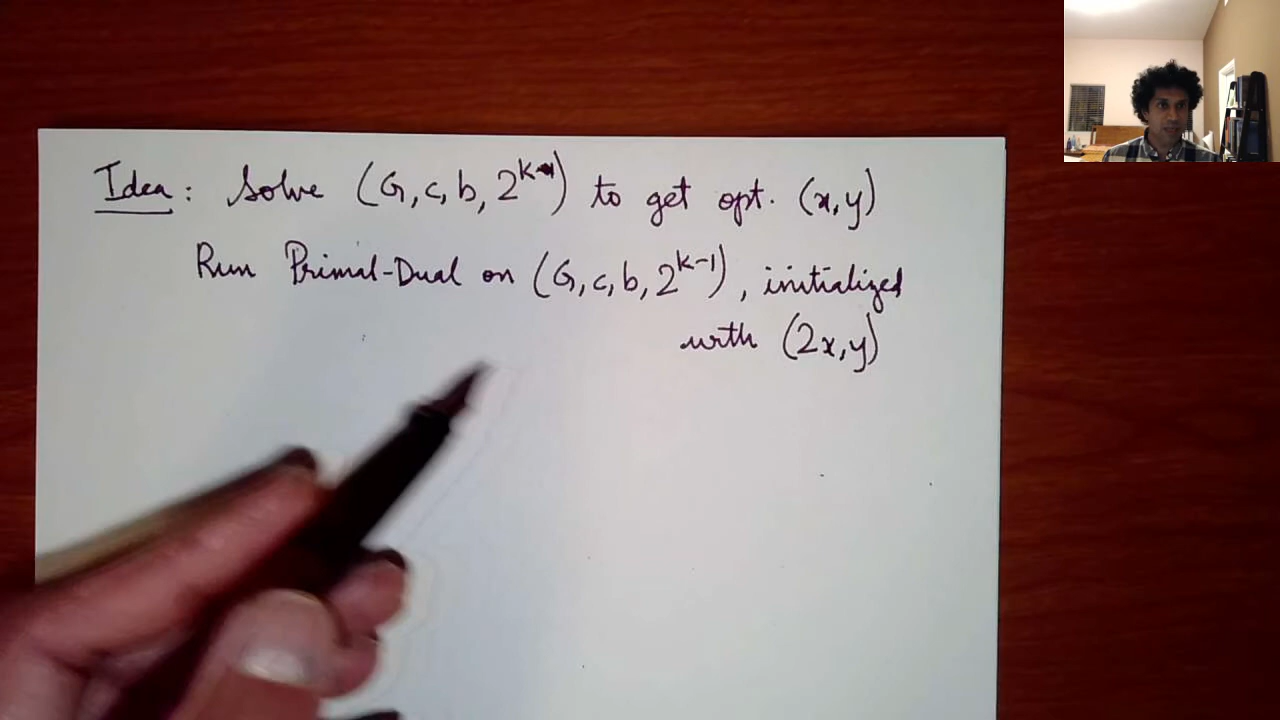 Idea: Solve (G, c, b, 2^k) to get opt. (x, y)
Run Primal-Dual on (G, c, b, 2^{k-1}), initialized
with (2x, y)